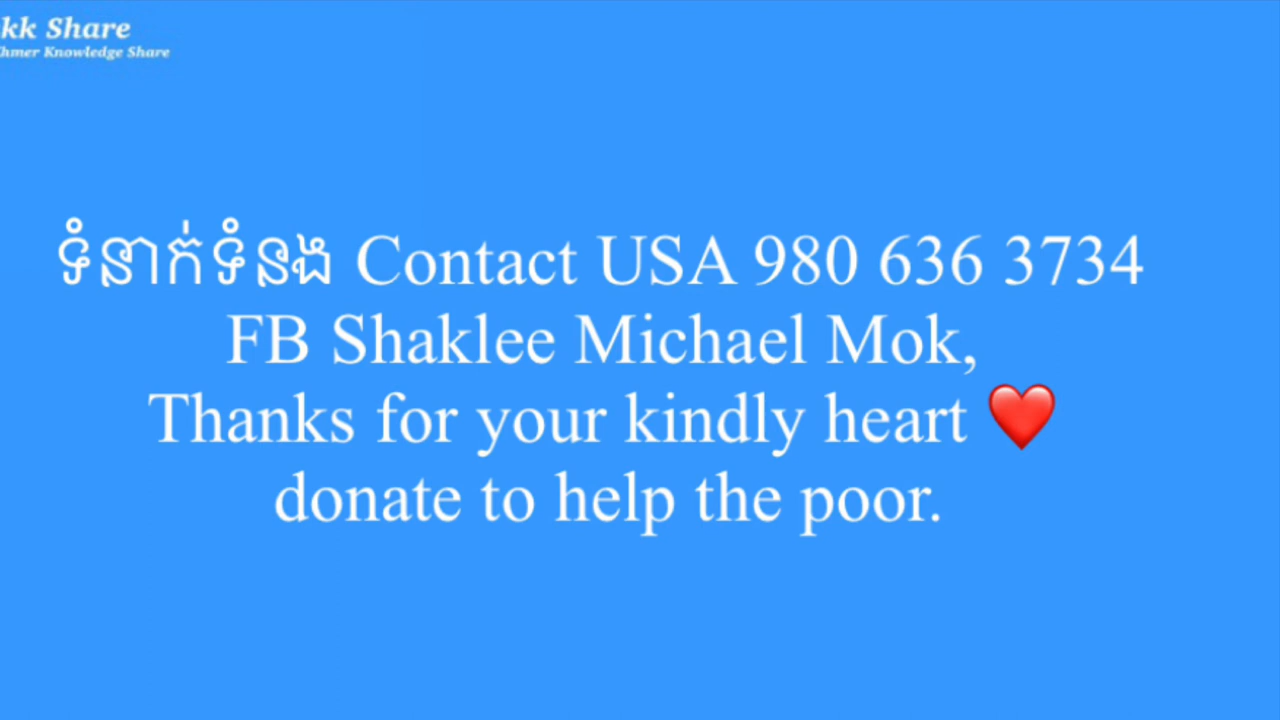 kk Share
Khmer Knowledge Share
ទំនាក់ទំនង Contact USA 980 636 3734
FB Shaklee Michael Mok,
Thanks for your kindly heart ❤️
donate to help the poor.